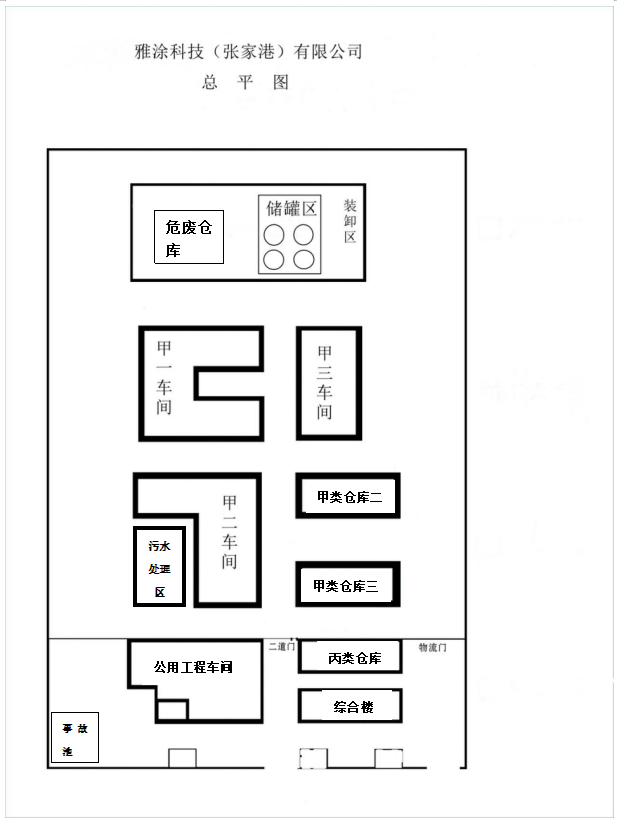 雅涂科技（张家港）有限公司
总 平 图
危废仓
库
储罐区
装卸区
甲一车间
甲三车间
甲二车间
甲类仓库二
污水
处理
区
甲类仓库三
二道门
物流门
公用工程车间
丙类仓库
综合楼
事 故
池